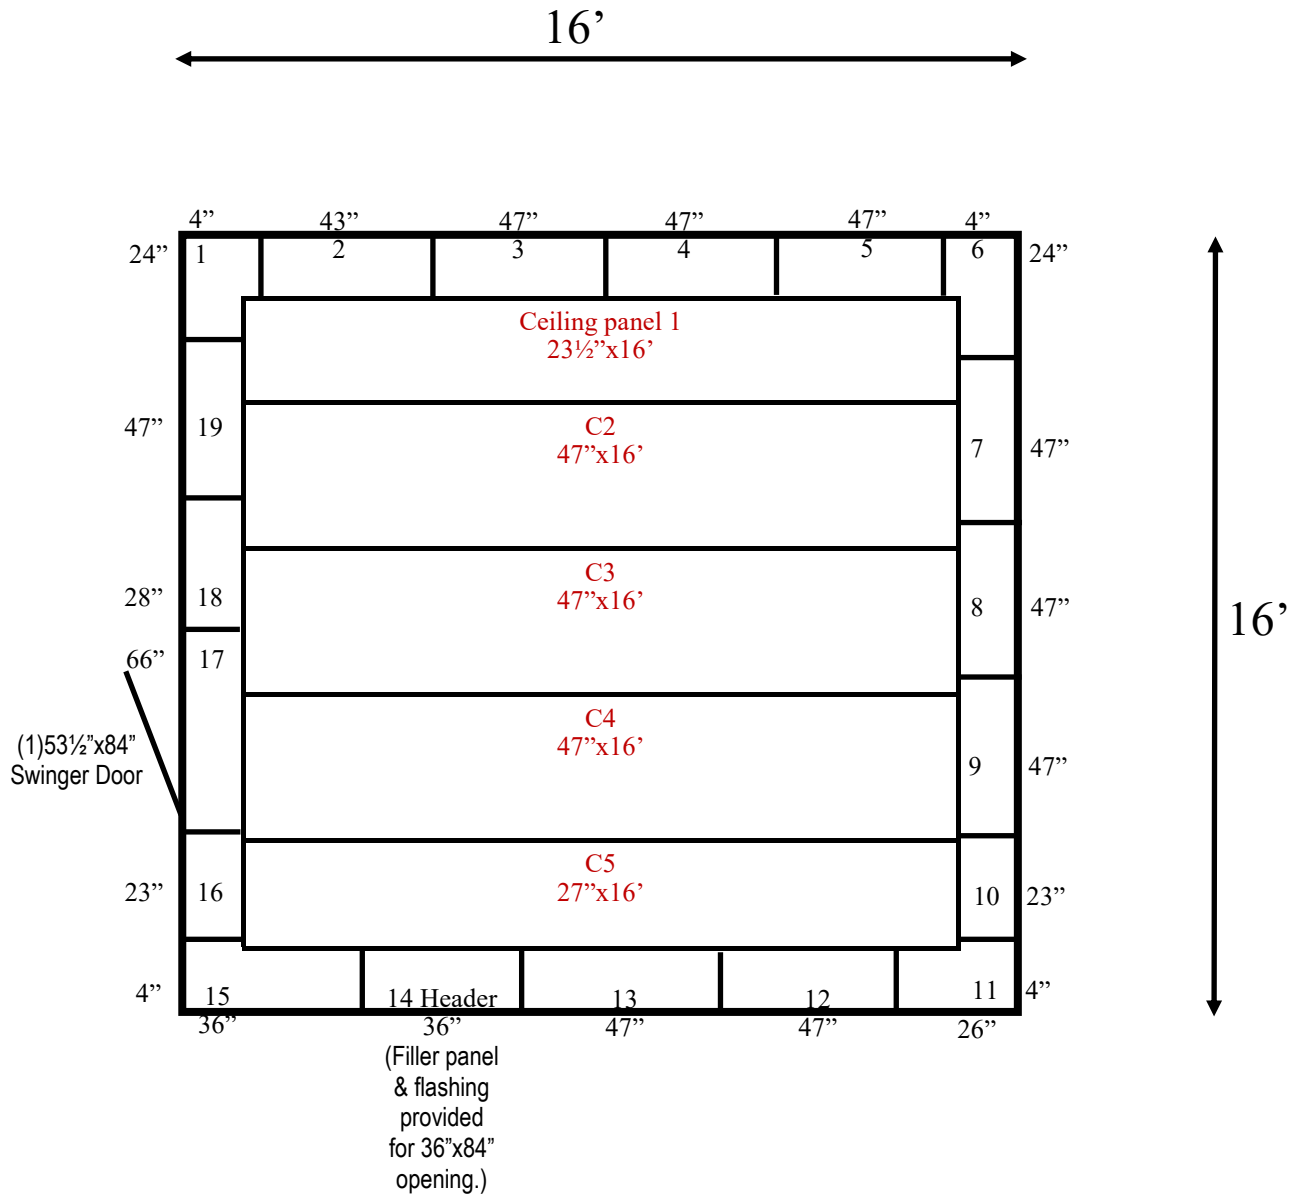 16’
4” 43” 47” 47” 47” 4”
24” 1 2 3 4 5 6 24”
Ceiling panel 1
23½”x16’
47” 19
C2
47”x16’
7 47”
C3
47”x16’
28” 18
8 47”
16’
66” 17
(1)53½”x84”
Swinger Door
C4
47”x16’
9 47”
C5
27”x16’
23” 16
10 23”
4” 15 14 Header 13 12 11 4”
36” 36” 47” 47” 26”
(Filler panel
& flashing
provided
for 36”x84”
opening.)